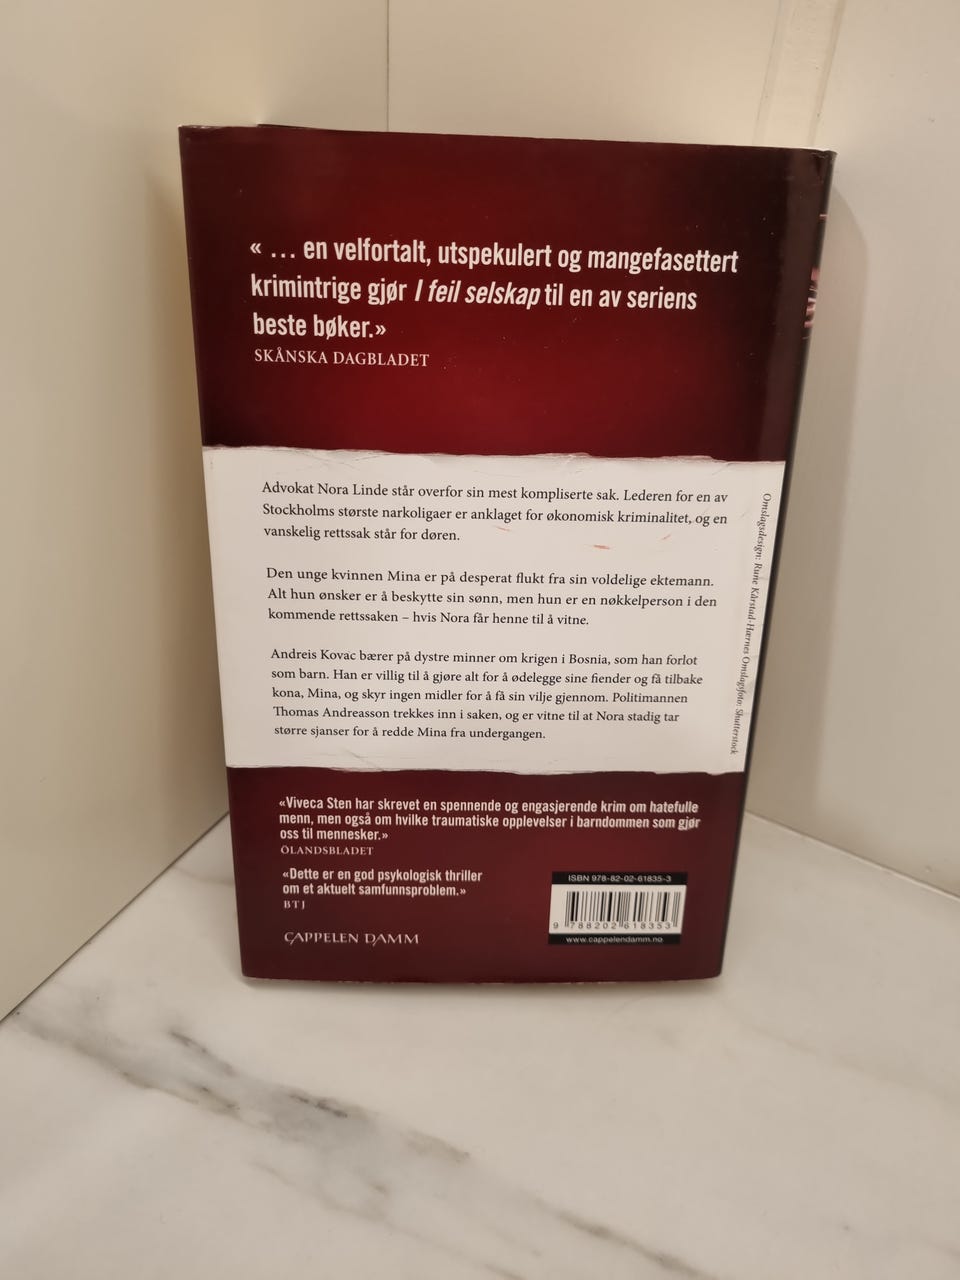 « … en velfortalt, utspekulert og mangefasettert
krimintrige gjør I feil selskap til en av seriens
beste bøker.»
SKÅNSKA DAGBLADET
Advokat Nora Linde står overfor sin mest kompliserte sak. Lederen for en av
Stockholms største narkoligaer er anklaget for økonomisk kriminalitet, og en
vanskelig rettssak står for døren.
Den unge kvinnen Mina er på desperat flukt fra sin voldelige ektemann.
Alt hun ønsker er å beskytte sin sønn, men hun er en nøkkelperson i den
kommende rettssaken – hvis Nora får henne til å vitne.
Andreis Kovac bærer på dystre minner om krigen i Bosnia, som han forlot
som barn. Han er villig til å gjøre alt for å ødelegge sine fiender og få tilbake
kona, Mina, og skyr ingen midler for å få sin vilje gjennom. Politimannen
Thomas Andreasson trekkes inn i saken, og er vitne til at Nora stadig tar
større sjanser for å redde Mina fra undergangen.
Omslagsdesign: Rune Kårstad-Hernes Omslagsfoto: Shutterstock
«Viveca Sten har skrevet en spennende og engasjerende krim om hatefulle
menn, men også om hvilke traumatiske opplevelser i barndommen som gjør
oss til mennesker.»
ÖLANDSBLADET
«Dette er en god psykologisk thriller
om et aktuelt samfunnsproblem.»
BTJ
CAPPELEN DAMM
ISBN 978-82-02-61835-3
9 788202 618353
www.cappelendamm.no